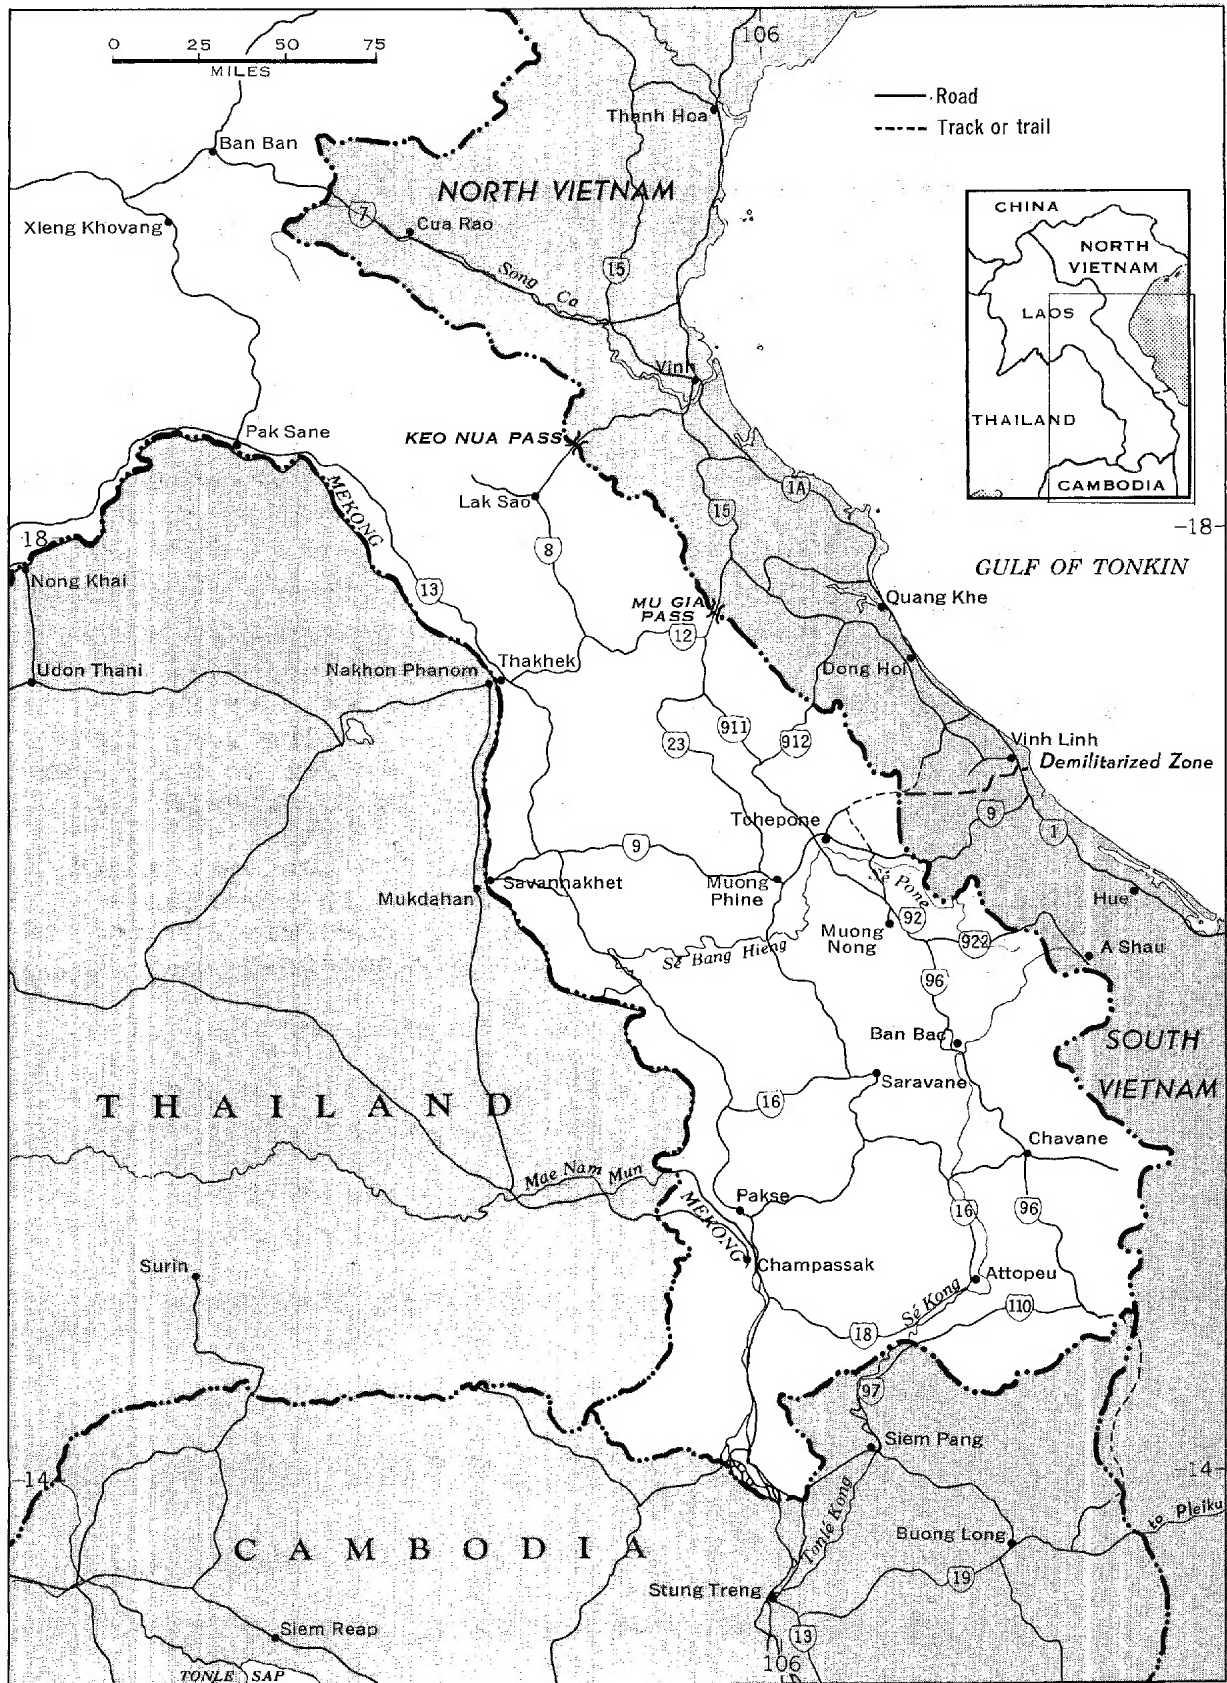 106
0 25 50 75
MILES
Road
Track or trail
Thanh Hoa
Ban Ban
NORTH VIETNAM
7
Xieng Khovang
Cua Rao
15
Song Ca
CHINA
NORTH
VIETNAM
LAOS
THAILAND
CAMBODIA
Vinh
Pak Sane
KEO NUA PASS
MEKONG
Lak Sao
1A
15
18
18
8
GULF OF TONKIN
Nong Khai
13
MU GIA
PASS
Quang Khe
12
Udon Thani
Nakhon Phanom
Thakhek
Dong Hoi
911
23
912
Vinh Linh
Demilitarized Zone
Tchepone
9
1
9
Savannakhet
Muong
Phine
Sé Pone
Mukdahan
Hue
92
Muong
Nong
922
A Shau
Sé Bang Hieng
96
Ban Bac
SOUTH
VIETNAM
Saravane
16
THAILAND
Chavane
Mae Nam Mun
MEKONG
Pakse
16
96
Surin
Champassak
Attopeu
Sé Kong
110
18
97
Siem Pang
14
14
Tonlé Kong
to Pleiku
Buong Long
CAMBODIA
19
Stung Treng
Siem Reap
13
TONLE SAP
106